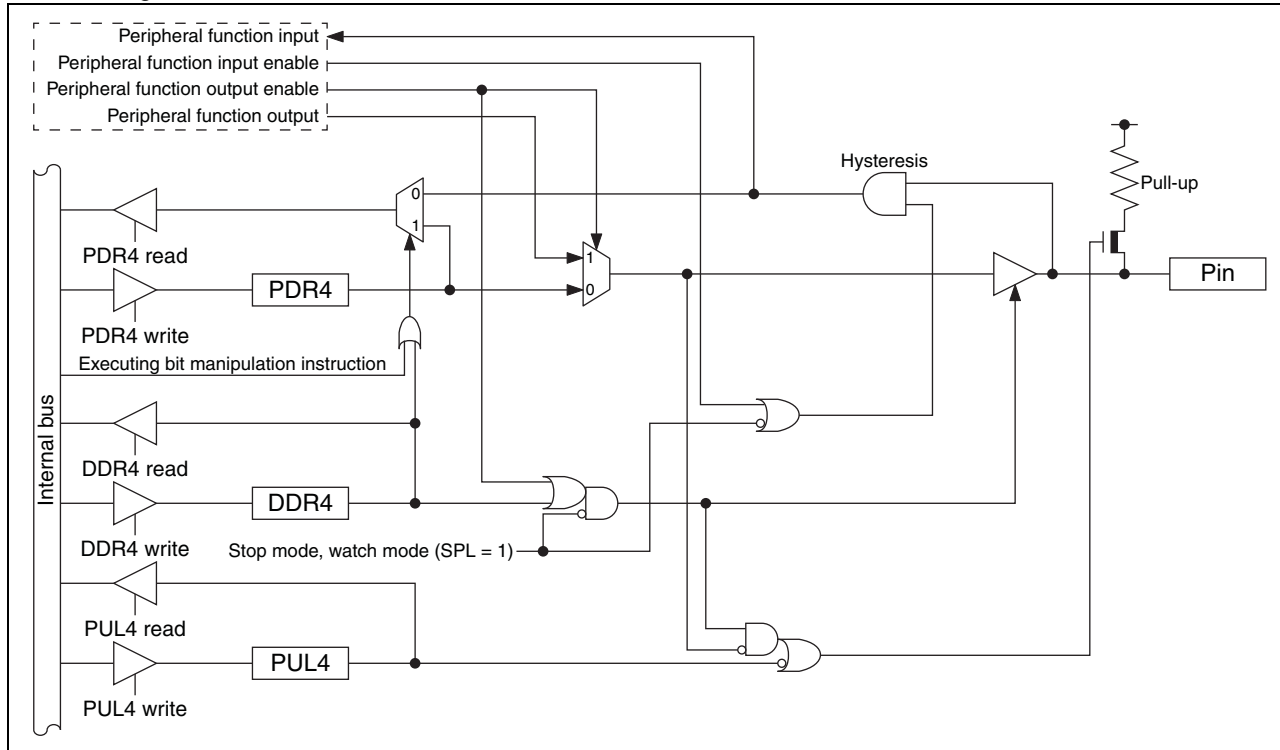 Peripheral function input
Peripheral function input enable
Peripheral function output enable
Peripheral function output
Hysteresis
Pull-up
0
1
PDR4 read
1
0
PDR4
Pin
PDR4 write
Executing bit manipulation instruction
Internal bus
DDR4 read
DDR4
DDR4 write
Stop mode, watch mode (SPL = 1)
PUL4 read
PUL4
PUL4 write